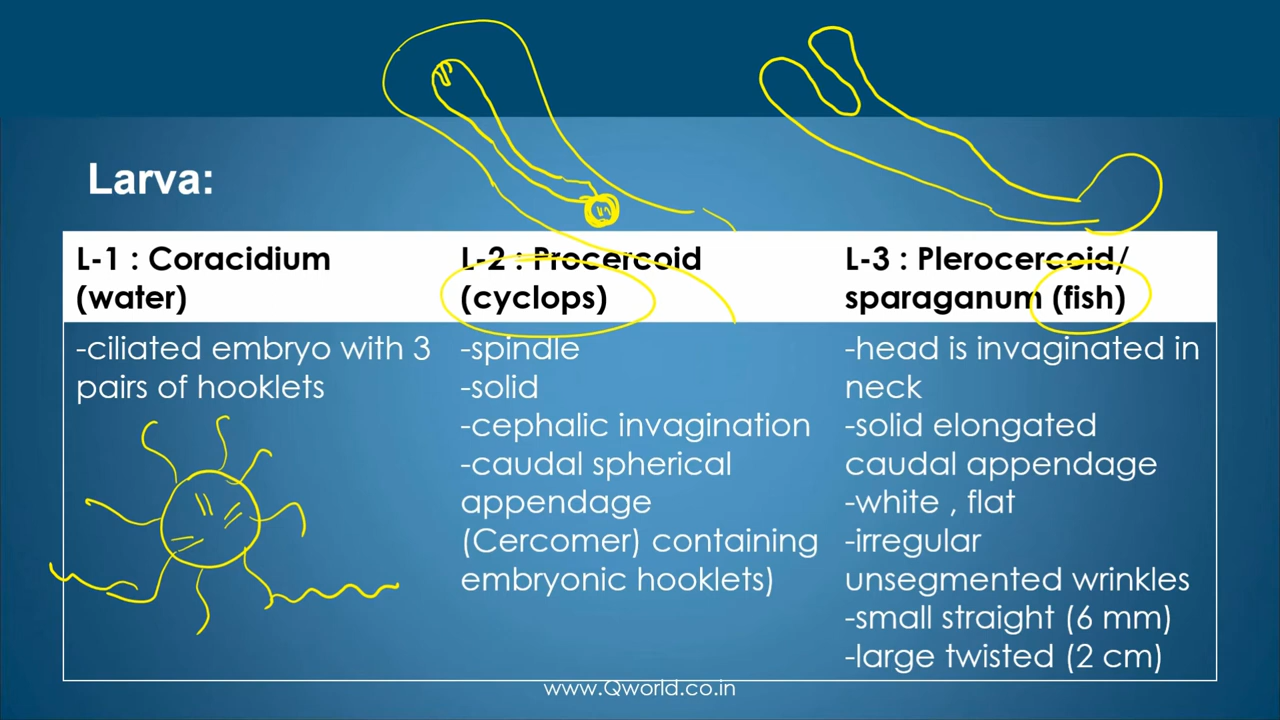 Larva:
L-1 : Coracidium
(water)
L-2 : Procercoid
(cyclops)
L-3 : Plerocercoid/
sparaganum (fish)
-ciliated embryo with 3
pairs of hooklets
-spindle
-solid
-cephalic invagination
-caudal spherical
appendage
(Cercomer) containing
embryonic hooklets)
-head is invaginated in
neck
-solid elongated
caudal appendage
-white , flat
-irregular
unsegmented wrinkles
-small straight (6 mm)
-large twisted (2 cm)
www.Qworld.co.in